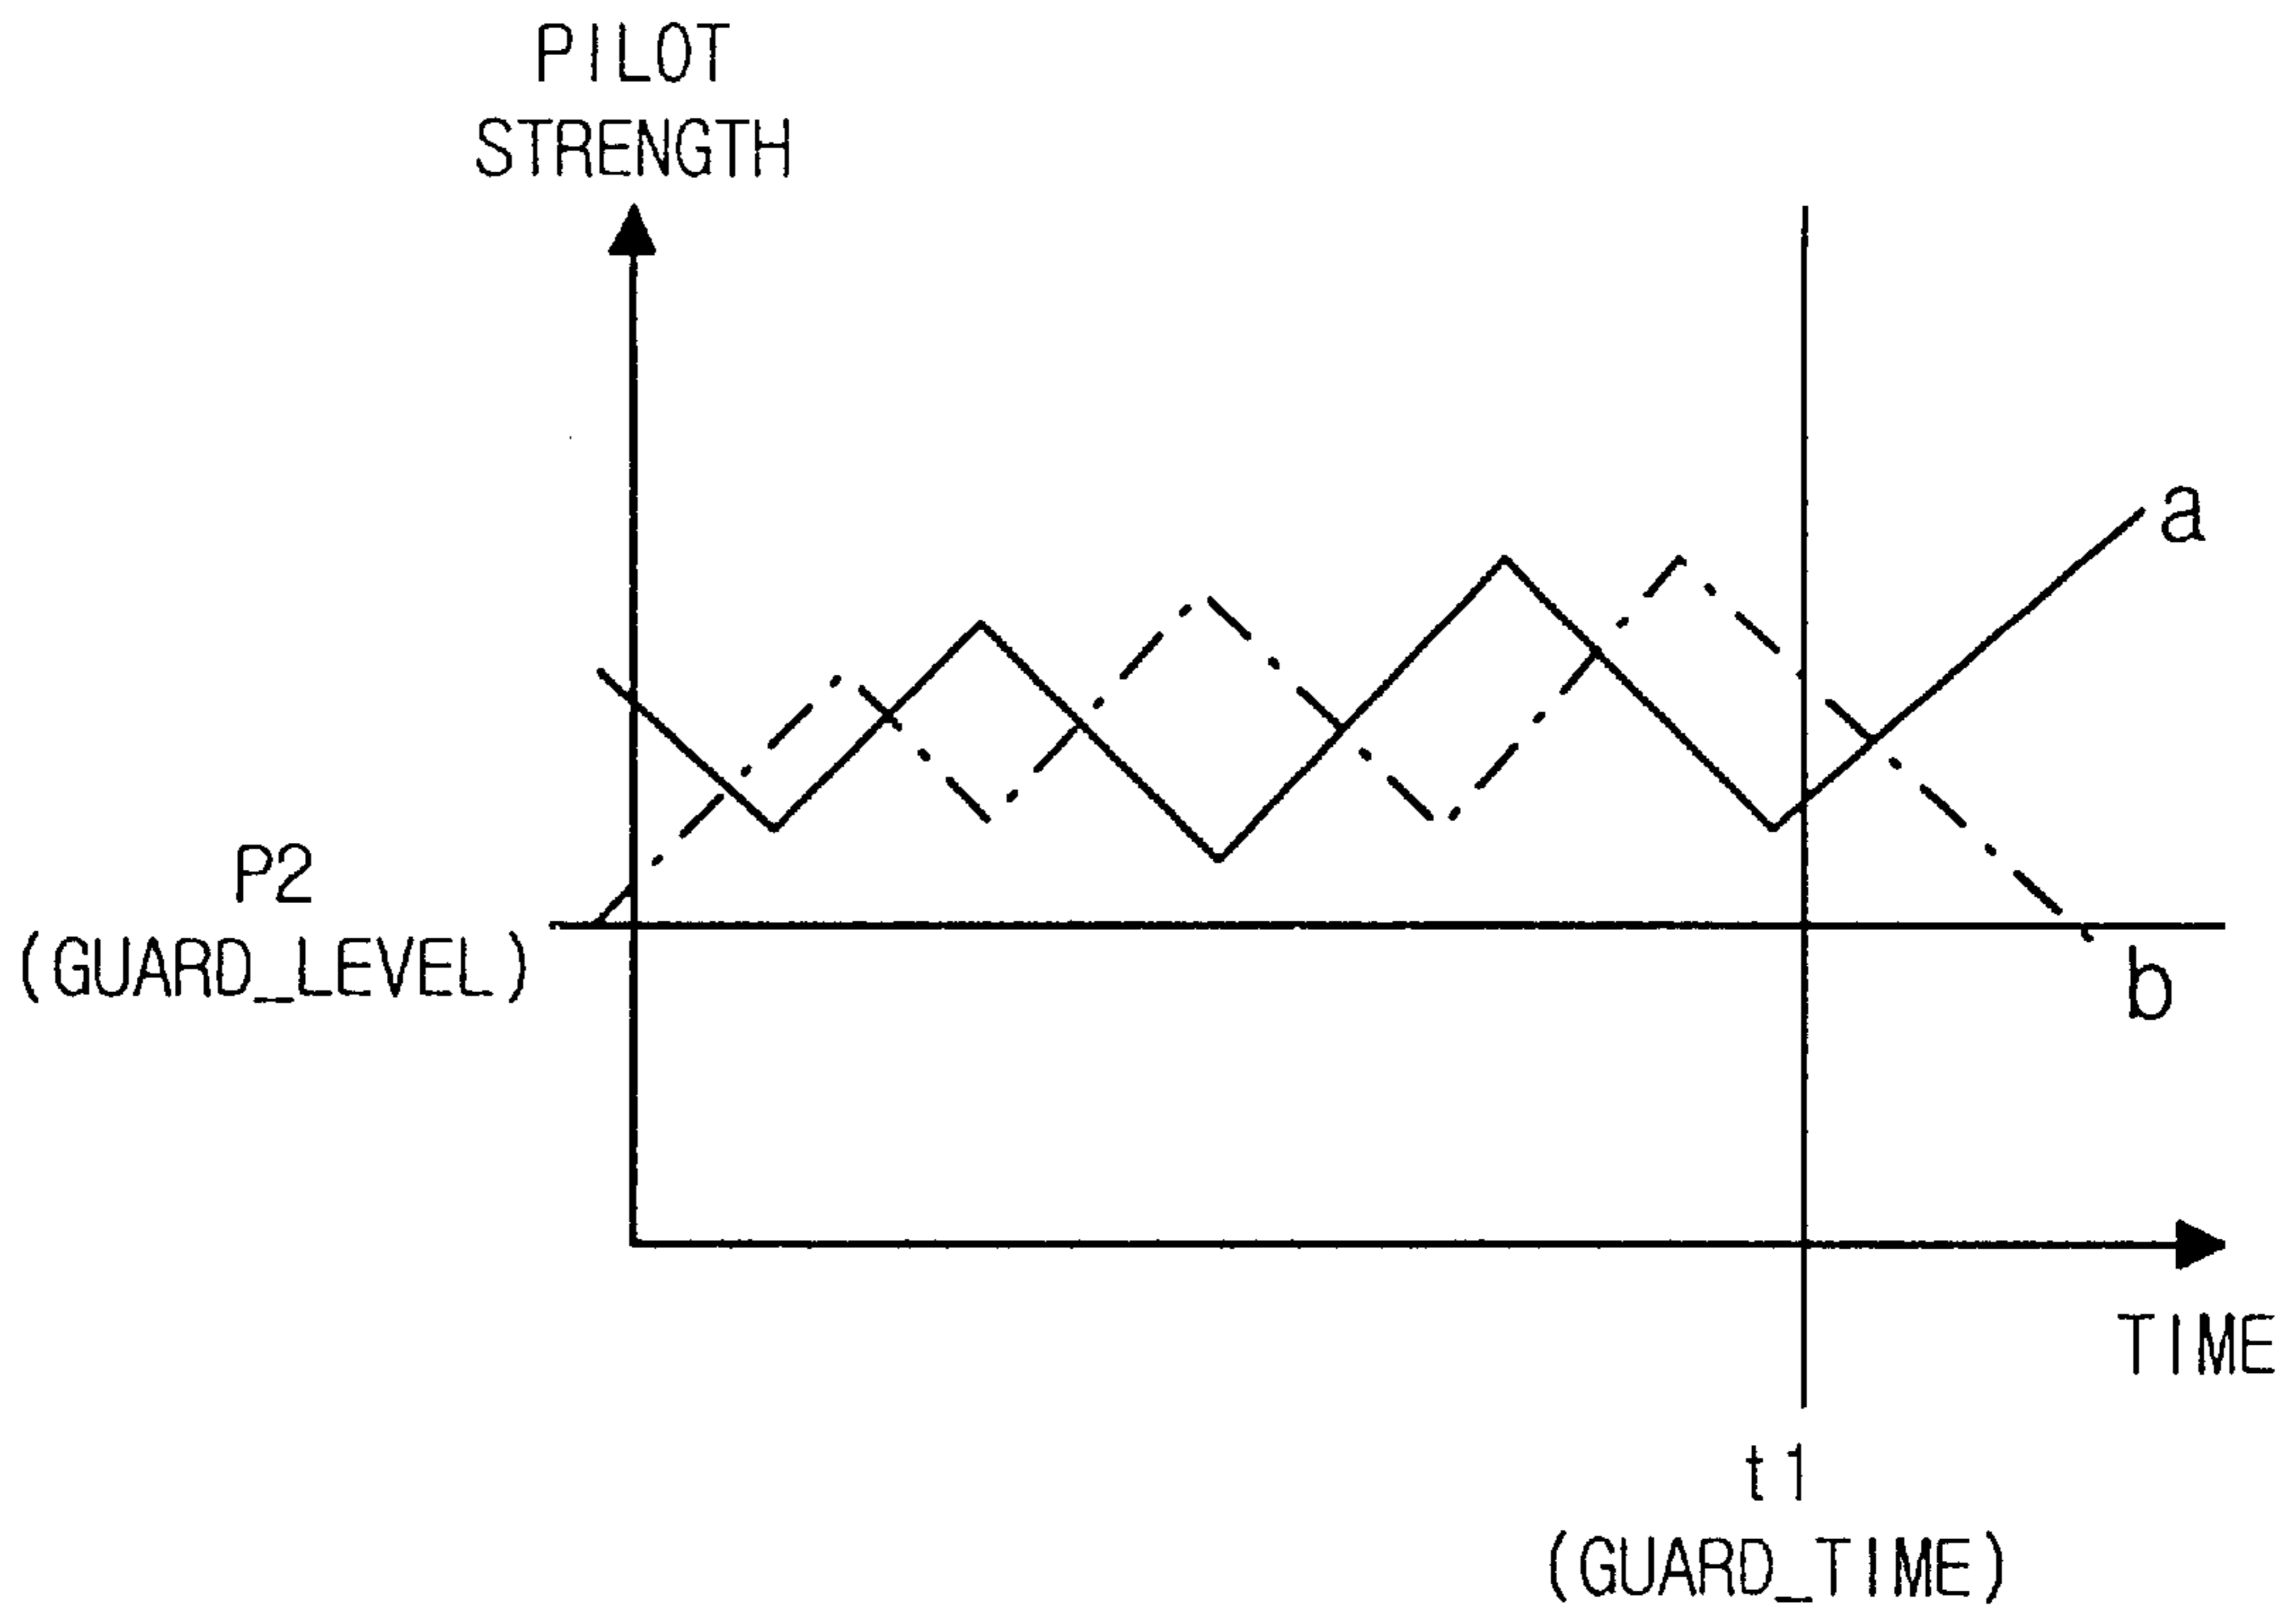 PILOT
STRENGTH
a
P2
(GUARD_LEVEL)
b
TIME
t1
(GUARD_TIME)